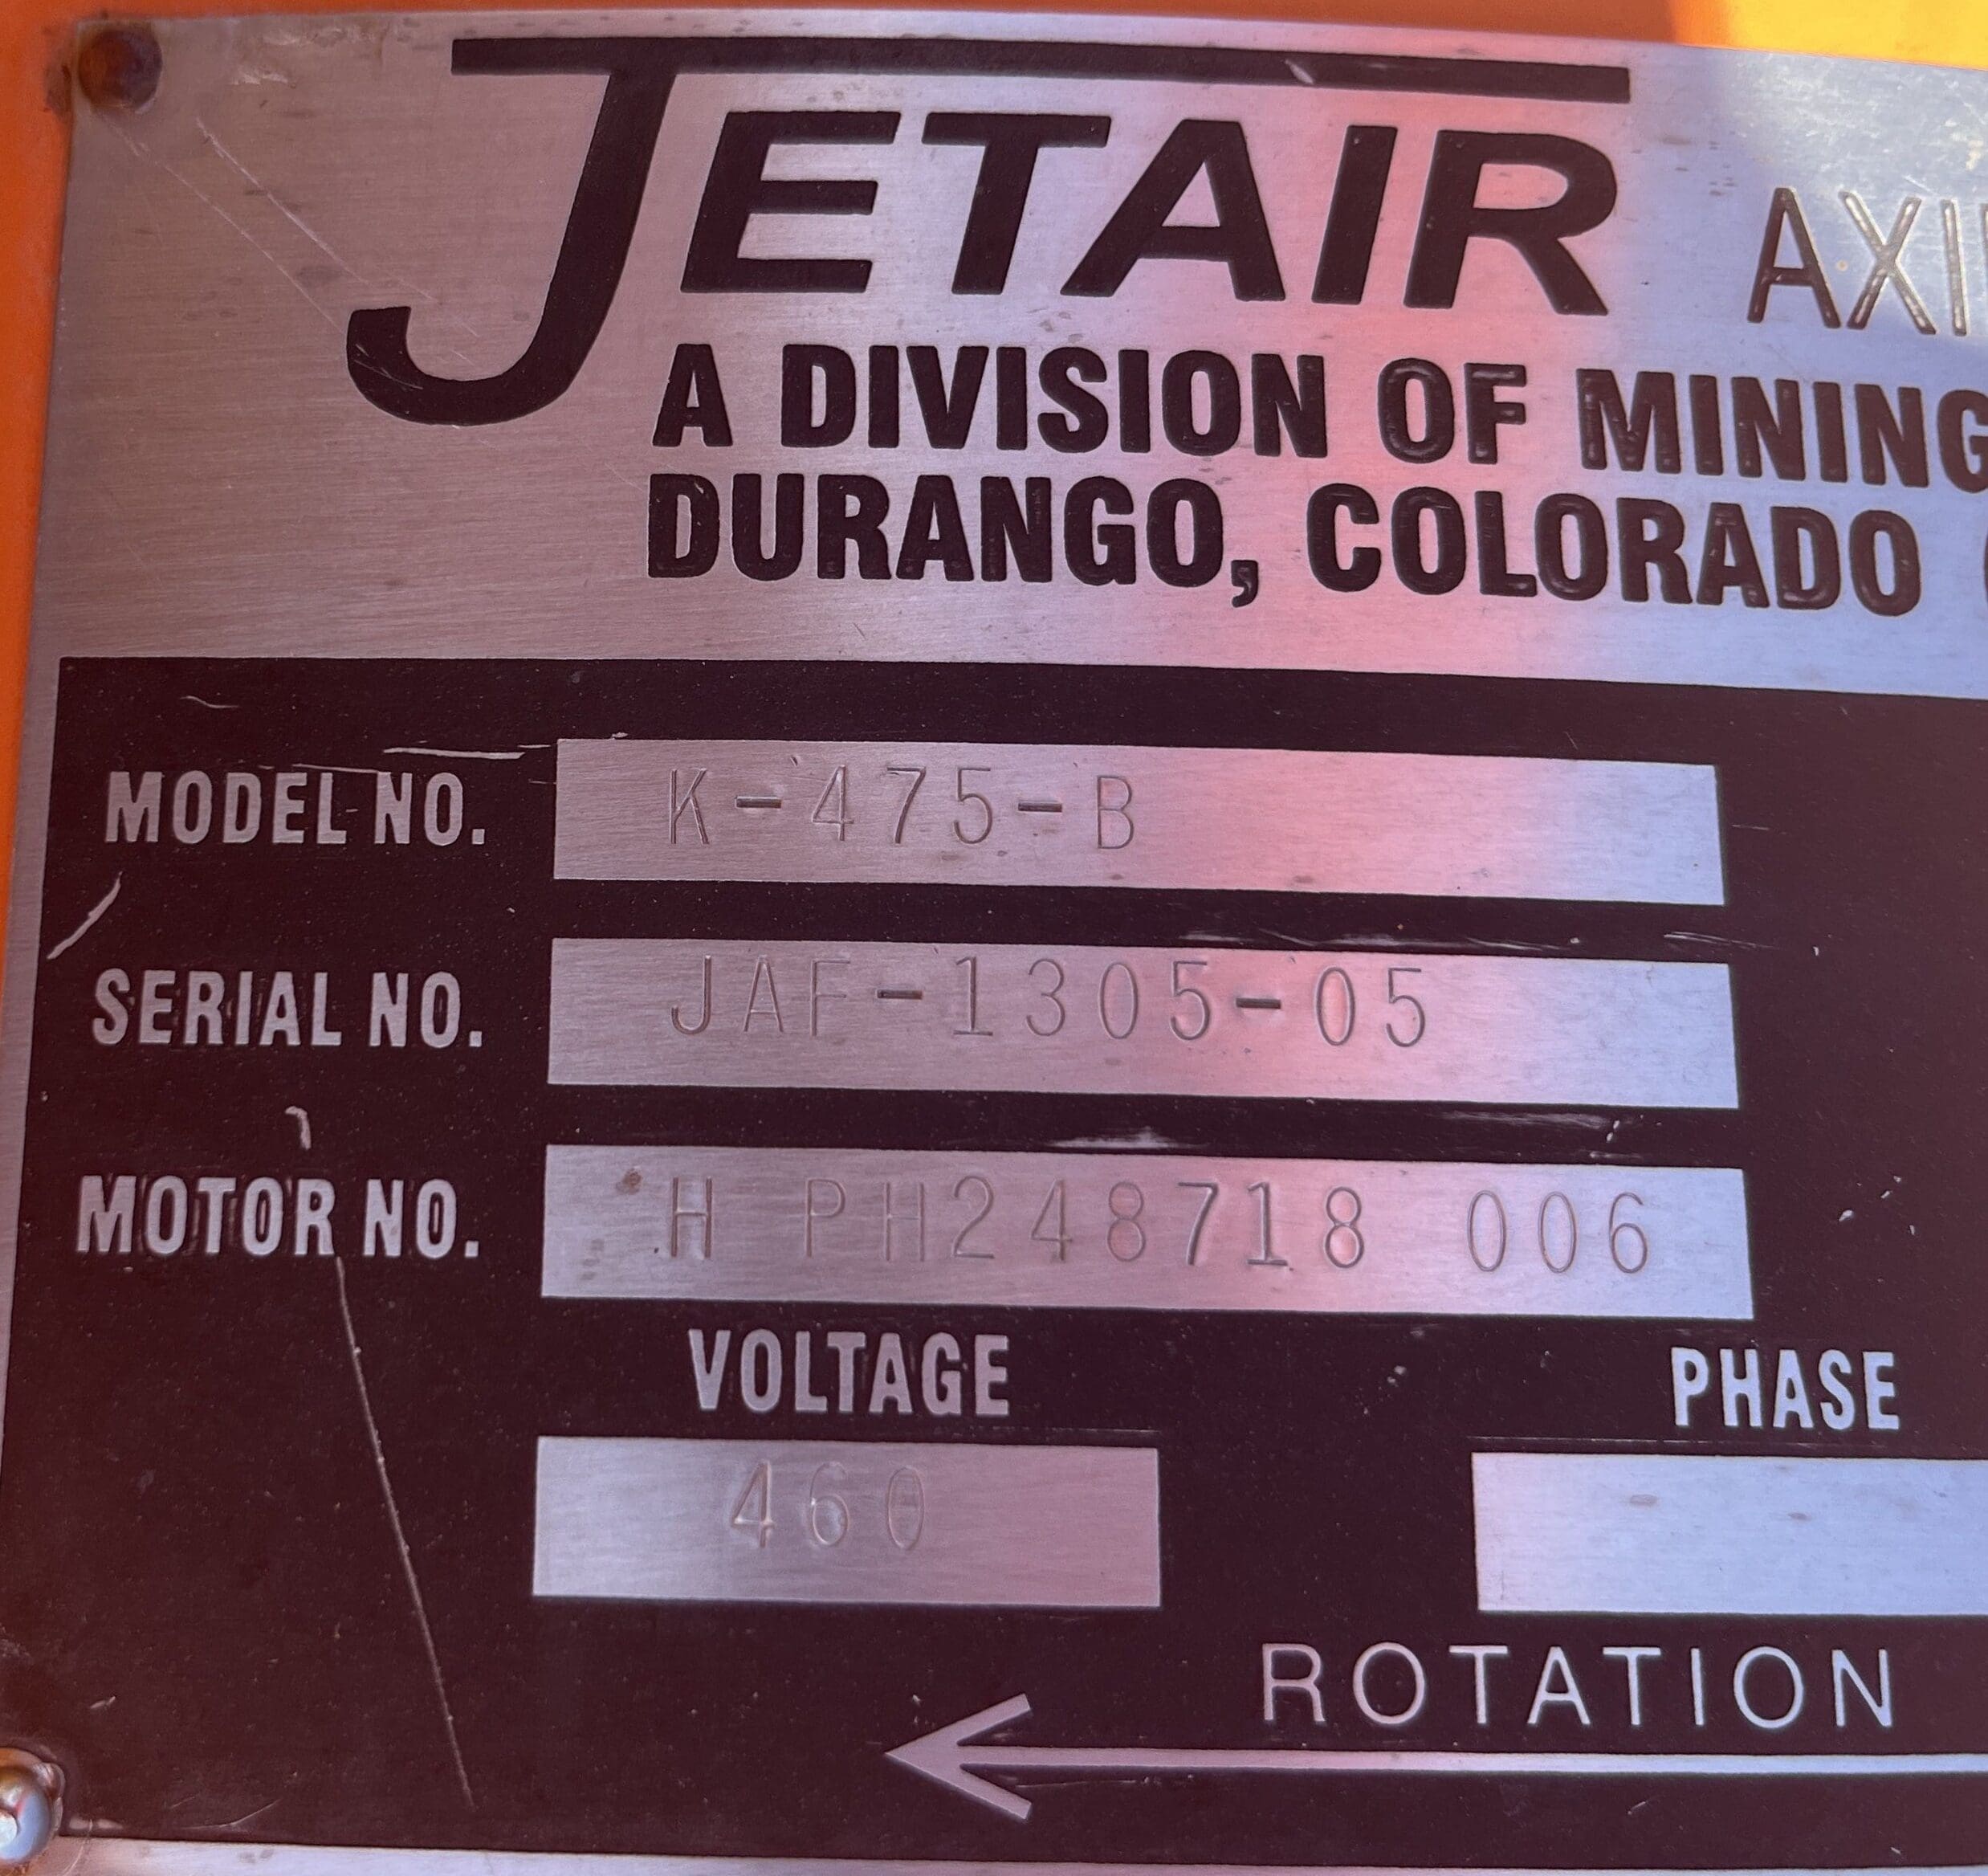 JETAIR
A DIVISION OF MINING
DURANGO, COLORADO
MODEL NO. K-475-B
SERIAL NO. JAF-1305-05
MOTOR NO. H PH248718 006
VOLTAGE PHASE
460
ROTATION